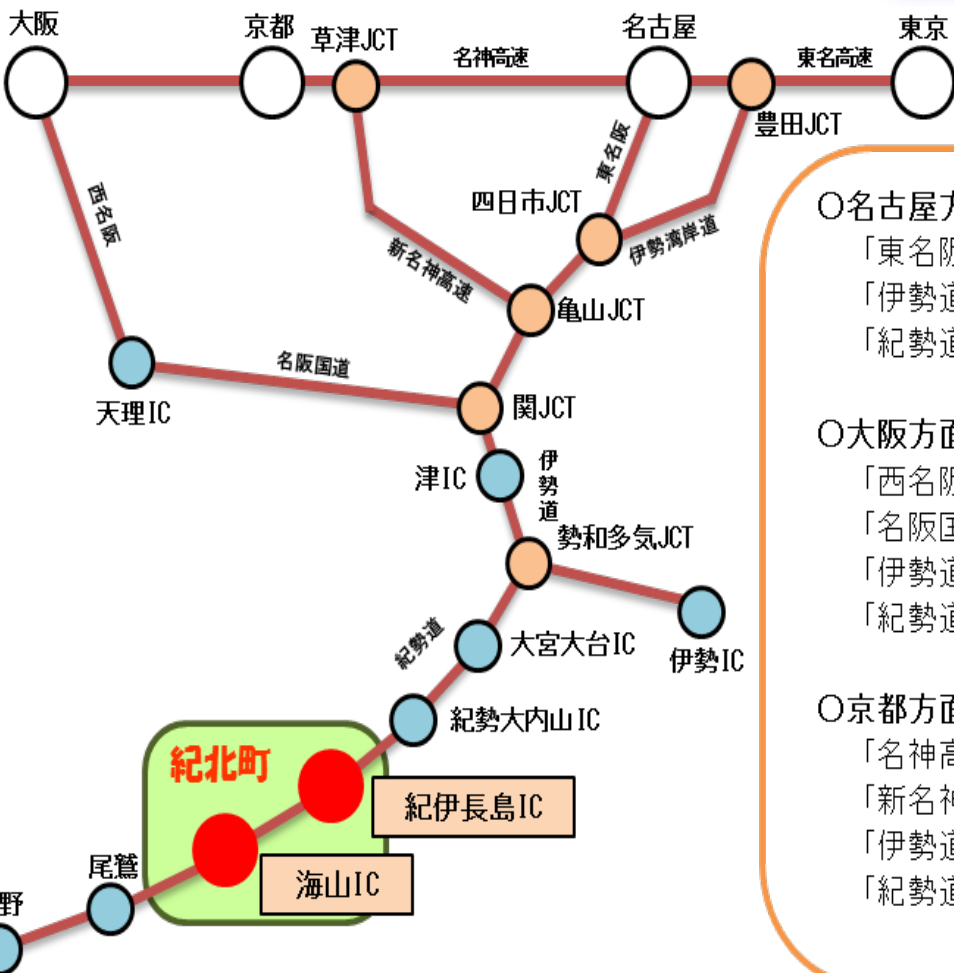 大阪
京都
草津JCT
名神高速
名古屋
東名高速
東京
豊田JCT
東名阪
四日市JCT
伊勢湾岸道
西名阪
新名神高速
亀山JCT
名阪国道
天理IC
関JCT
津IC
伊勢道
勢和多気JCT
紀勢道
大宮大台IC
伊勢IC
紀勢大内山IC
紀北町
紀伊長島IC
海山IC
尾鷲
野
〇名古屋方
「東名阪
「伊勢道
「紀勢道
〇大阪方面
「西名阪
「名阪国
「伊勢道
「紀勢道
〇京都方面
「名神高
「新名神
「伊勢道
「紀勢道